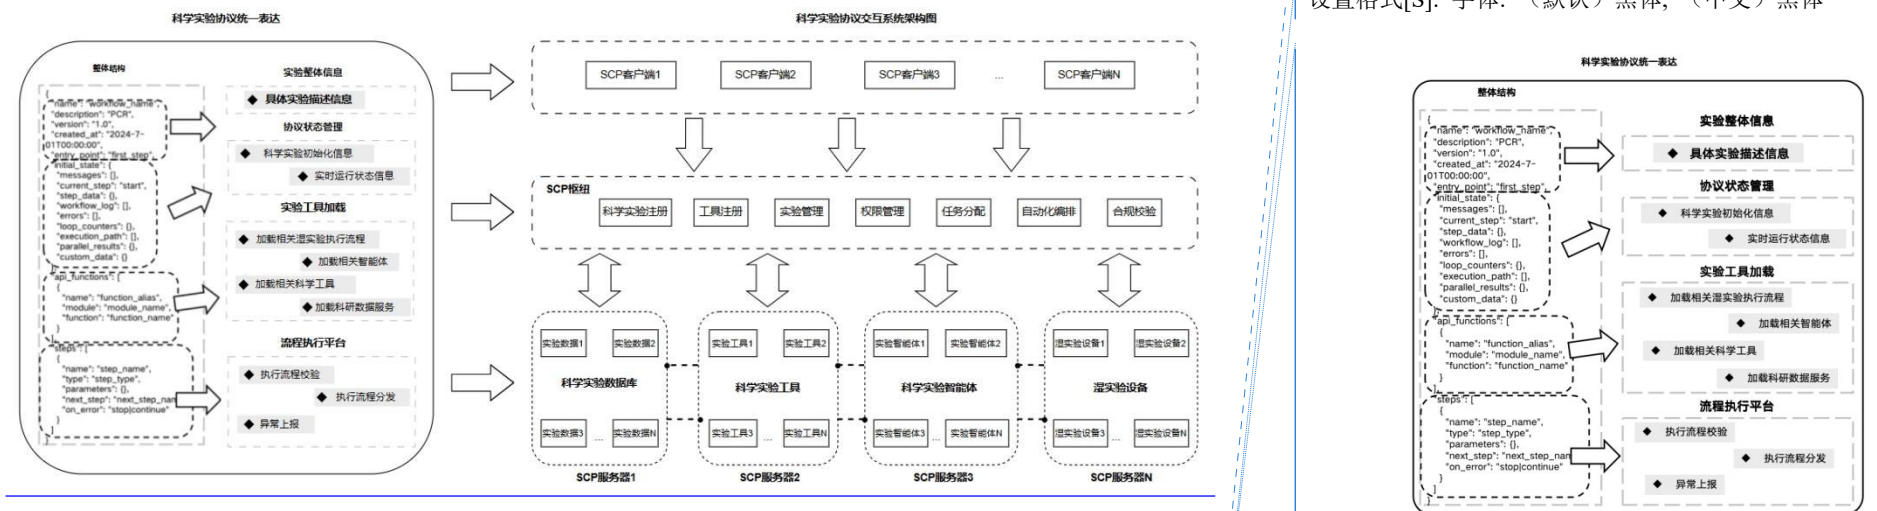 科学实验协议统一表达
整体结构
{
"name": "workflow_name",
"description": "PCR",
"version": "1.0",
"created_at": "2024-7-
01T00:00:00",
"entry_point": "first_step",
"initial_state": {
"messages": [],
"current_step": "start",
"step_data": {},
"workflow_log": [],
"errors": [],
"loop_counters": {},
"execution_path": [],
"parallel_results": {},
"custom_data": {}
},
"api_functions": [
{
"name": "function_alias",
"module": "module_name",
"function": "function_name"
}
],
"steps": [
{
"name": "step_name",
"type": "step_type",
"parameters": {},
"next_step": "next_step_nam
"on_error": "stop|continue"
}
]
}
实验整体信息
◆ 具体实验描述信息
协议状态管理
◆ 科学实验初始化信息
◆ 实时运行状态信息
实验工具加载
◆ 加载相关湿实验执行流程
◆ 加载相关智能体
◆ 加载相关科学工具
◆ 加载科研数据服务
流程执行平台
◆ 执行流程校验
◆ 执行流程分发
◆ 异常上报
科学实验协议交互系统架构图
SCP客户端1 SCP客户端2 SCP客户端3 ... SCP客户端N
SCP枢纽
科学实验注册 工具注册 实验管理 权限管理 任务分配 自动化编排 合规校验
实验数据1 实验数据2
科学实验数据库
实验数据3 ... 实验数据N
SCP服务器1
实验工具1 实验工具2
科学实验工具
实验工具3 ... 实验工具N
SCP服务器2
实验智能体1 实验智能体2
科学实验智能体
实验智能体3 ... 实验智能体N
SCP服务器3
湿实验设备1 湿实验设备2
湿实验设备
湿实验设备3 ... 湿实验设备N
SCP服务器N
设置格式[S]: 字体: （默认）黑体, （中文）黑体
科学实验协议统一表达
整体结构
{
"name": "workflow_name",
"description": "PCR",
"version": "1.0",
"created_at": "2024-7-
01T00:00:00",
"entry_point": "first_step",
"initial_state": {
"messages": [],
"current_step": "start",
"step_data": {},
"workflow_log": [],
"errors": [],
"loop_counters": {},
"execution_path": [],
"parallel_results": {},
"custom_data": {}
},
"api_functions": [
{
"name": "function_alias",
"module": "module_name",
"function": "function_name"
}
],
"steps": [
{
"name": "step_name",
"type": "step_type",
"parameters": {},
"next_step": "next_step_nam
"on_error": "stop|continue"
}
]
}
实验整体信息
◆ 具体实验描述信息
协议状态管理
◆ 科学实验初始化信息
◆ 实时运行状态信息
实验工具加载
◆ 加载相关湿实验执行流程
◆ 加载相关智能体
◆ 加载相关科学工具
◆ 加载科研数据服务
流程执行平台
◆ 执行流程校验
◆ 执行流程分发
◆ 异常上报